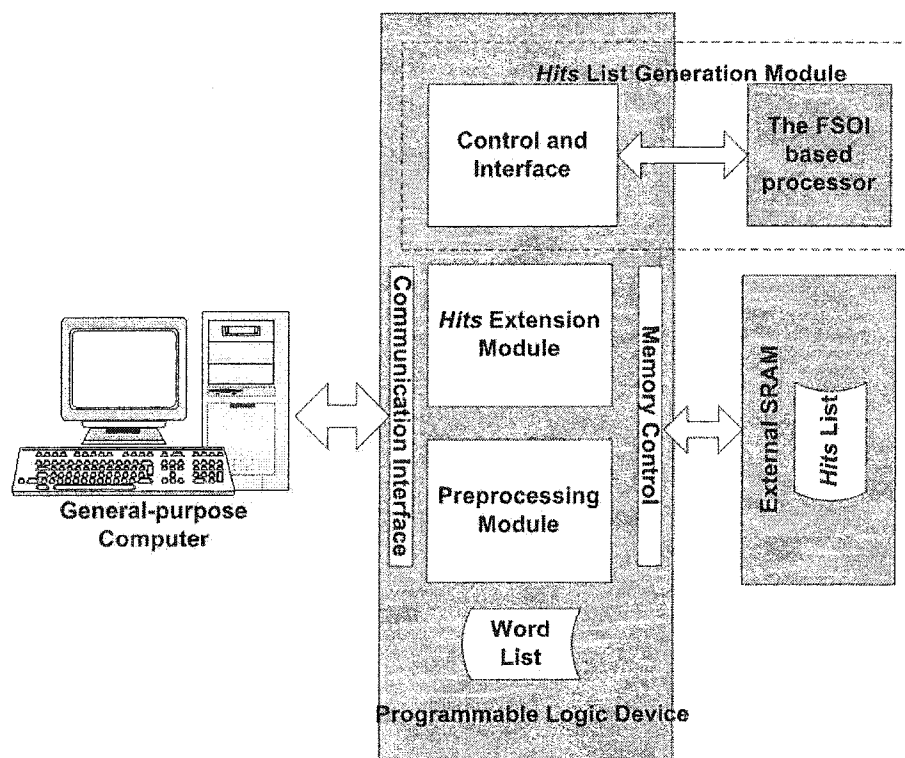 Hits List Generation Module
Control and
Interface
The FSOI
based
processor
Communication Interface
Hits Extension
Module
Memory Control
External SRAM
Hits List
General-purpose
Computer
Preprocessing
Module
Word
List
Programmable Logic Device